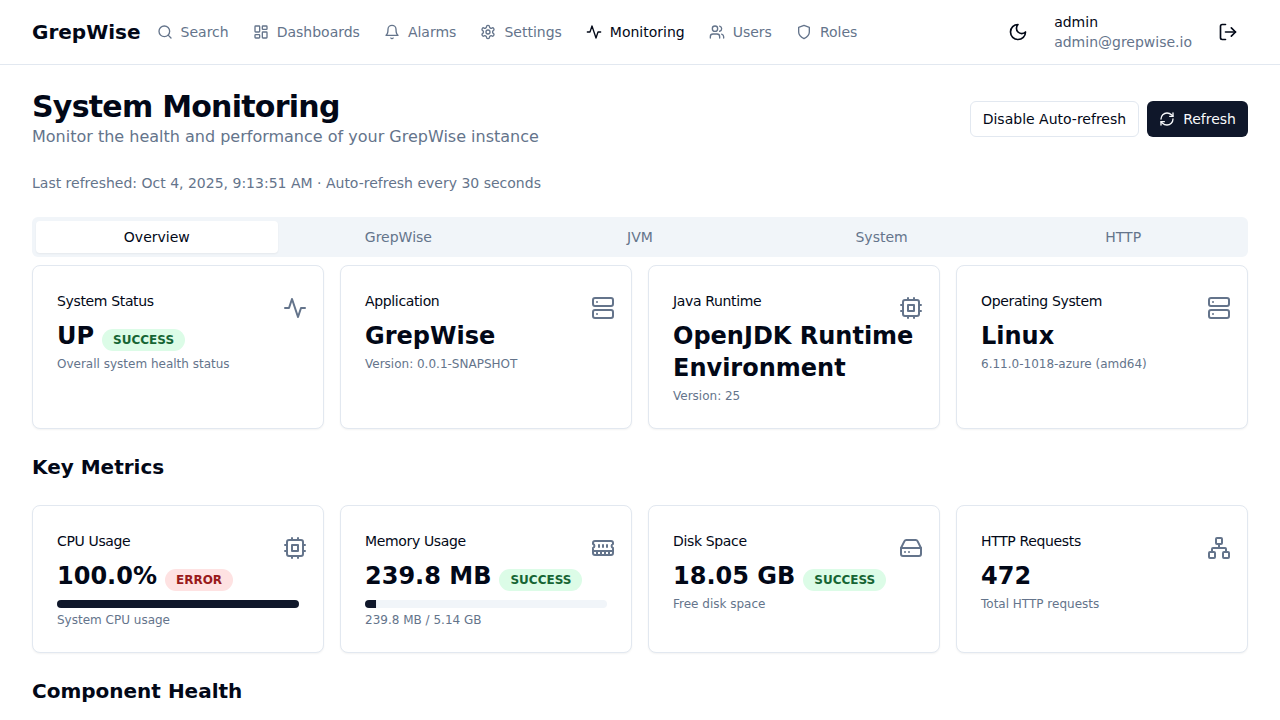 GrepWise Search Dashboards Alarms Settings Monitoring Users Roles
admin
admin@grepwise.io
System Monitoring
Monitor the health and performance of your GrepWise instance
Disable Auto-refresh Refresh
Last refreshed: Oct 4, 2025, 9:13:51 AM · Auto-refresh every 30 seconds
Overview GrepWise JVM System HTTP
System Status
UP SUCCESS
Overall system health status
Application
GrepWise
Version: 0.0.1-SNAPSHOT
Java Runtime
OpenJDK Runtime
Environment
Version: 25
Operating System
Linux
6.11.0-1018-azure (amd64)
Key Metrics
CPU Usage
100.0% ERROR
System CPU usage
Memory Usage
239.8 MB SUCCESS
239.8 MB / 5.14 GB
Disk Space
18.05 GB SUCCESS
Free disk space
HTTP Requests
472
Total HTTP requests
Component Health